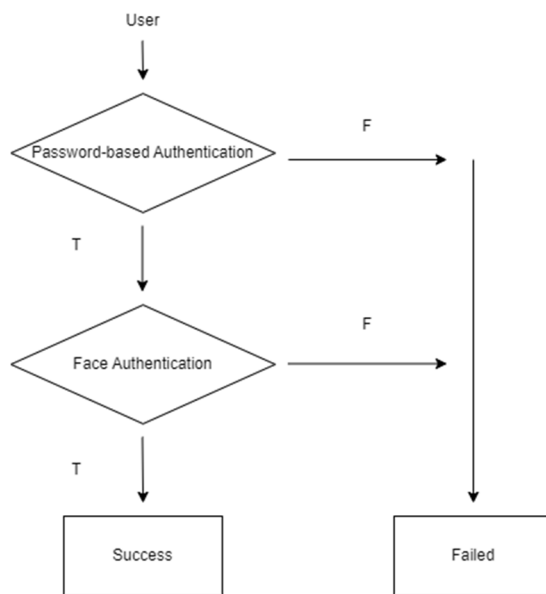 User
Password-based Authentication
F
T
Face Authentication
F
T
Success
Failed